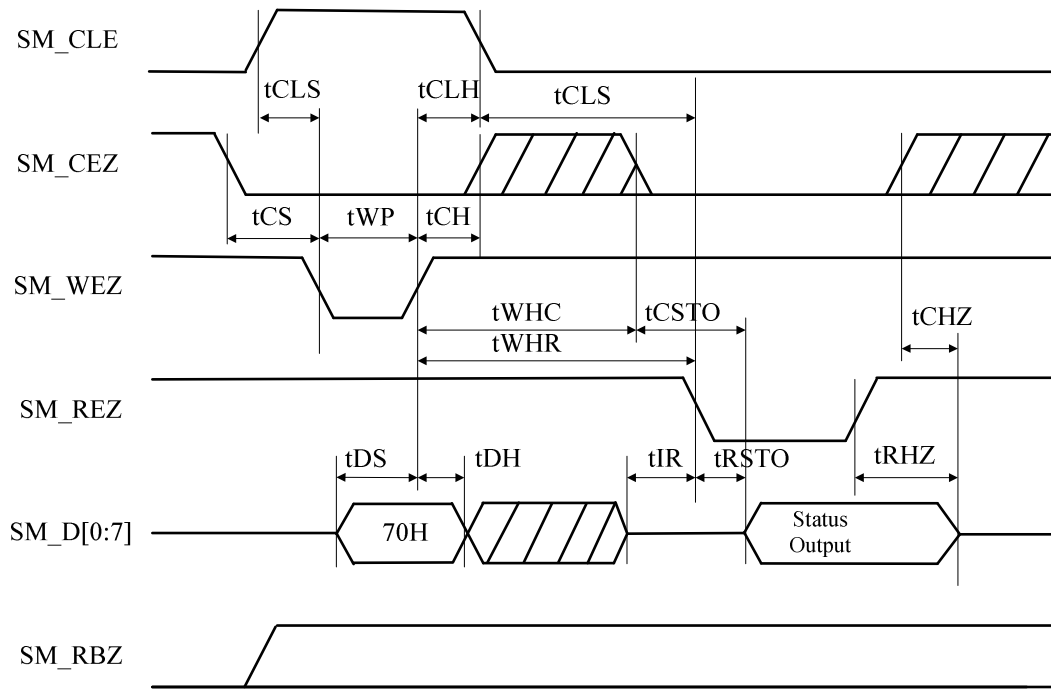 SM_CLE
tCLS
tCLH
tCLS
SM_CEZ
tCS
tWP
tCH
SM_WEZ
tWHC
tCSTO
tCHZ
tWHR
SM_REZ
tDS
tDH
tIR
tRSTO
tRHZ
SM_D[0:7]
70H
Status
Output
SM_RBZ